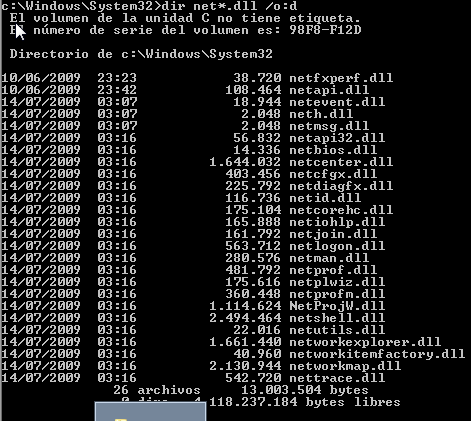 c:\Windows\System32>dir net*.dll /o:d
El volumen de la unidad C no tiene etiqueta.
El número de serie del volumen es: 98F8-F12D
Directorio de c:\Windows\System32
10/06/2009 23:23 38.720 netfxperf.dll
10/06/2009 23:42 108.464 netapi.dll
14/07/2009 03:07 18.944 netevent.dll
14/07/2009 03:07 2.048 neth.dll
14/07/2009 03:07 2.048 netmsg.dll
14/07/2009 03:16 56.832 netapi32.dll
14/07/2009 03:16 14.336 netbios.dll
14/07/2009 03:16 1.644.032 netcenter.dll
14/07/2009 03:16 403.456 netcfgx.dll
14/07/2009 03:16 225.792 netdiagfx.dll
14/07/2009 03:16 116.736 netid.dll
14/07/2009 03:16 175.104 netcorehc.dll
14/07/2009 03:16 165.888 netiohlp.dll
14/07/2009 03:16 161.792 netjoin.dll
14/07/2009 03:16 563.712 netlogon.dll
14/07/2009 03:16 280.576 netman.dll
14/07/2009 03:16 481.792 netprof.dll
14/07/2009 03:16 175.616 netplwiz.dll
14/07/2009 03:16 360.448 netprofm.dll
14/07/2009 03:16 1.114.624 NetProjW.dll
14/07/2009 03:16 2.494.464 netshell.dll
14/07/2009 03:16 22.016 netutils.dll
14/07/2009 03:16 1.661.440 networkexplorer.dll
14/07/2009 03:16 40.960 networkitemfactory.dll
14/07/2009 03:16 2.130.944 networkmap.dll
14/07/2009 03:16 542.720 nettrace.dll
26 archivos 13.003.504 bytes
0 dirs 4.118.237.184 bytes libres